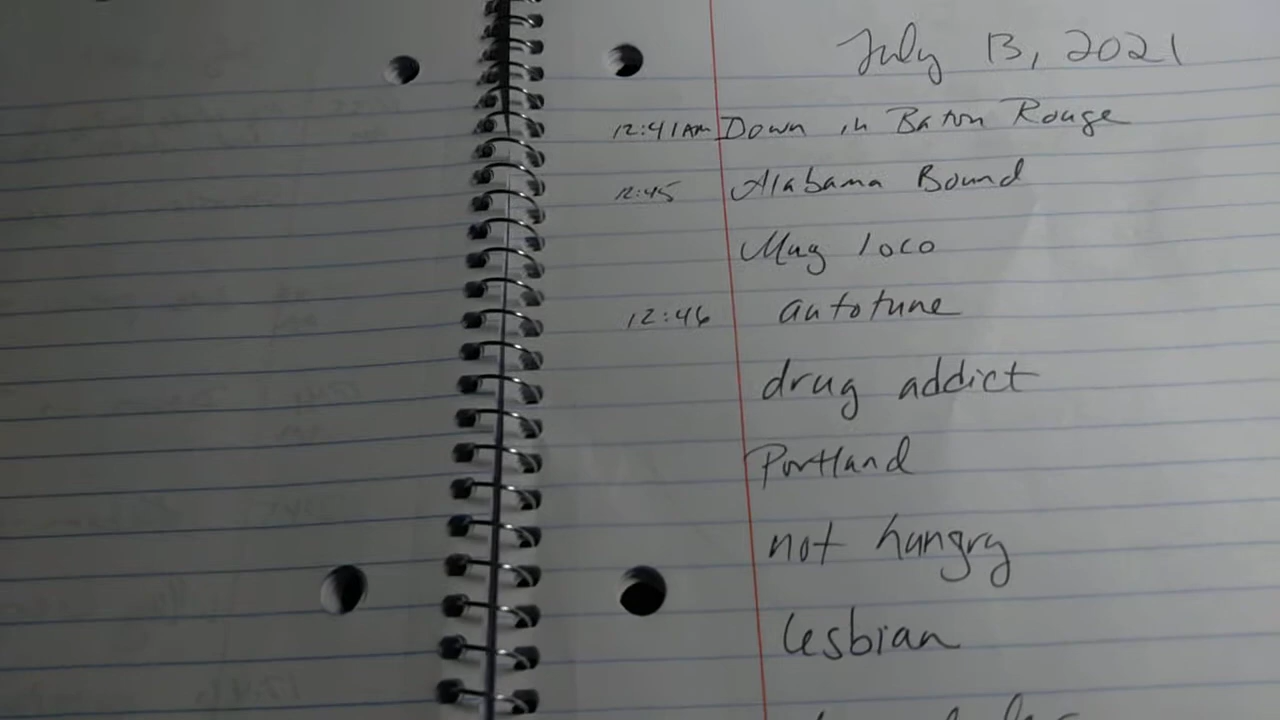 July 13, 2021
12:41AM Down in Baton Rouge
12:45 Alabama Bound
Muy loco
12:46 autotune
drug addict
Portland
not hungry
lesbian